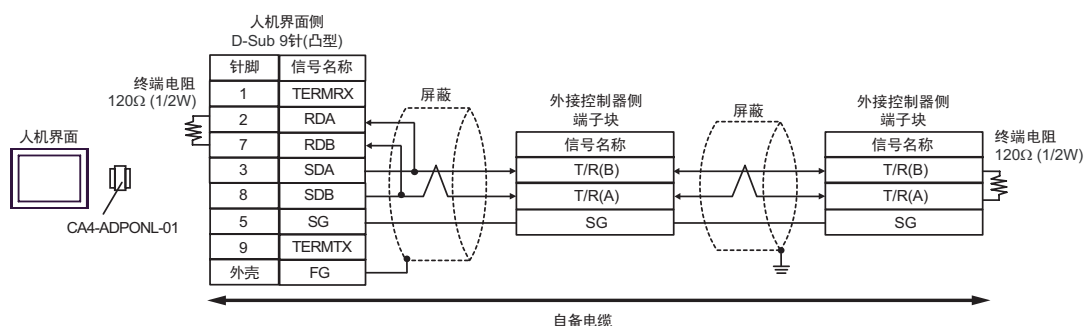 人机界面侧
D-Sub 9针(凸型)
针脚 信号名称
1 TERMRX
2 RDA
7 RDB
3 SDA
8 SDB
5 SG
9 TERMTX
外壳 FG
终端电阻
120Ω (1/2W)
人机界面
CA4-ADPONL-01
屏蔽
外接控制器侧
端子块
信号名称
T/R(B)
T/R(A)
SG
屏蔽
外接控制器侧
端子块
信号名称
T/R(B)
T/R(A)
SG
终端电阻
120Ω (1/2W)
自备电缆